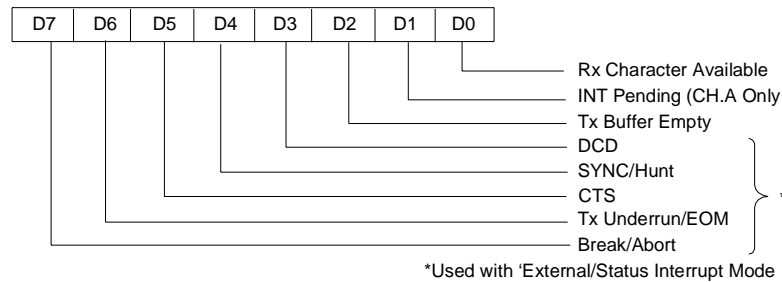 D7 D6 D5 D4 D3 D2 D1 D0
Rx Character Available
INT Pending (CH.A Only
Tx Buffer Empty
DCD
SYNC/Hunt
CTS
*
Tx Underrun/EOM
Break/Abort
*Used with ‘External/Status Interrupt Mode